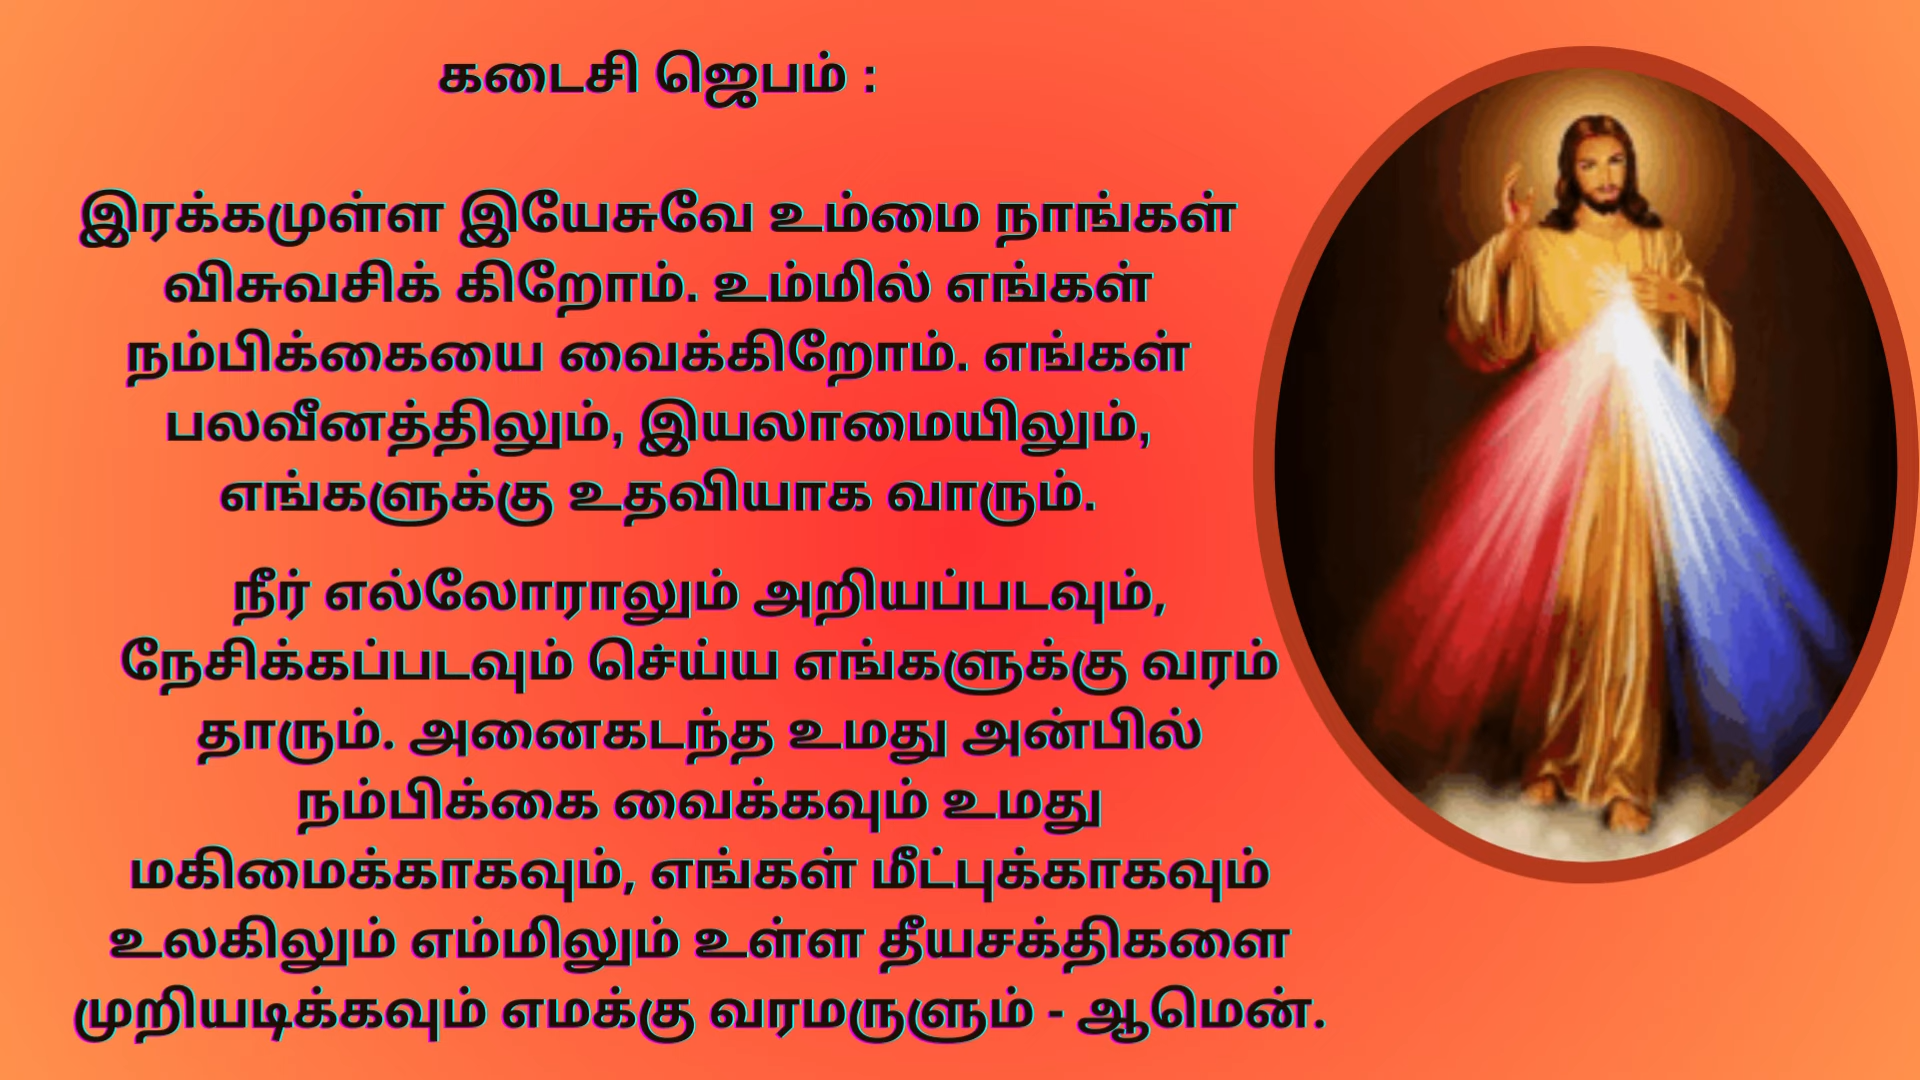 கடைசி ஜெபம் :
இரக்கமுள்ள இயேசுவே உம்மை நாங்கள்
விசுவசிக் கிறோம். உம்மில் எங்கள்
நம்பிக்கையை வைக்கிறோம். எங்கள்
பலவீனத்திலும், இயலாமையிலும்,
எங்களுக்கு உதவியாக வாரும்.
நீர் எல்லோராலும் அறியப்படவும்,
நேசிக்கப்படவும் செய்ய எங்களுக்கு வரம்
தாரும். அனைகடந்த உமது அன்பில்
நம்பிக்கை வைக்கவும் உமது
மகிமைக்காகவும், எங்கள் மீட்புக்காகவும்
உலகிலும் எம்மிலும் உள்ள தீயசக்திகளை
முறியடிக்கவும் எமக்கு வரமருளும் - ஆமென்.